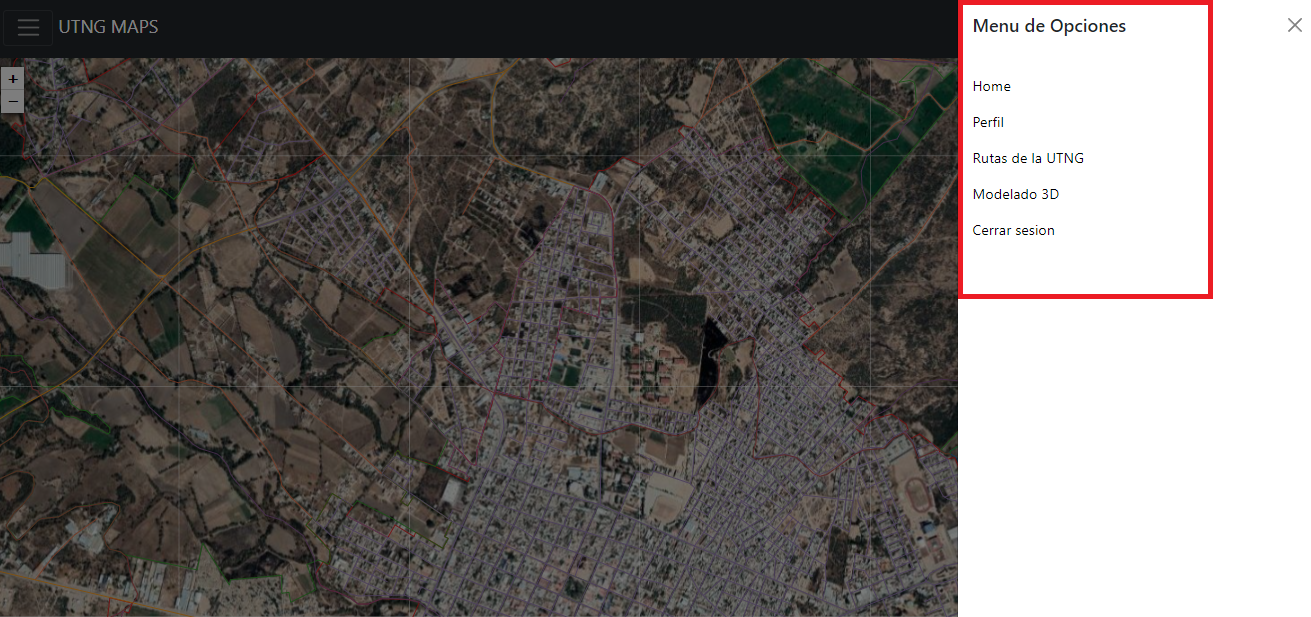 UTNG MAPS
+
−
Menu de Opciones
Home
Perfil
Rutas de la UTNG
Modelado 3D
Cerrar sesion